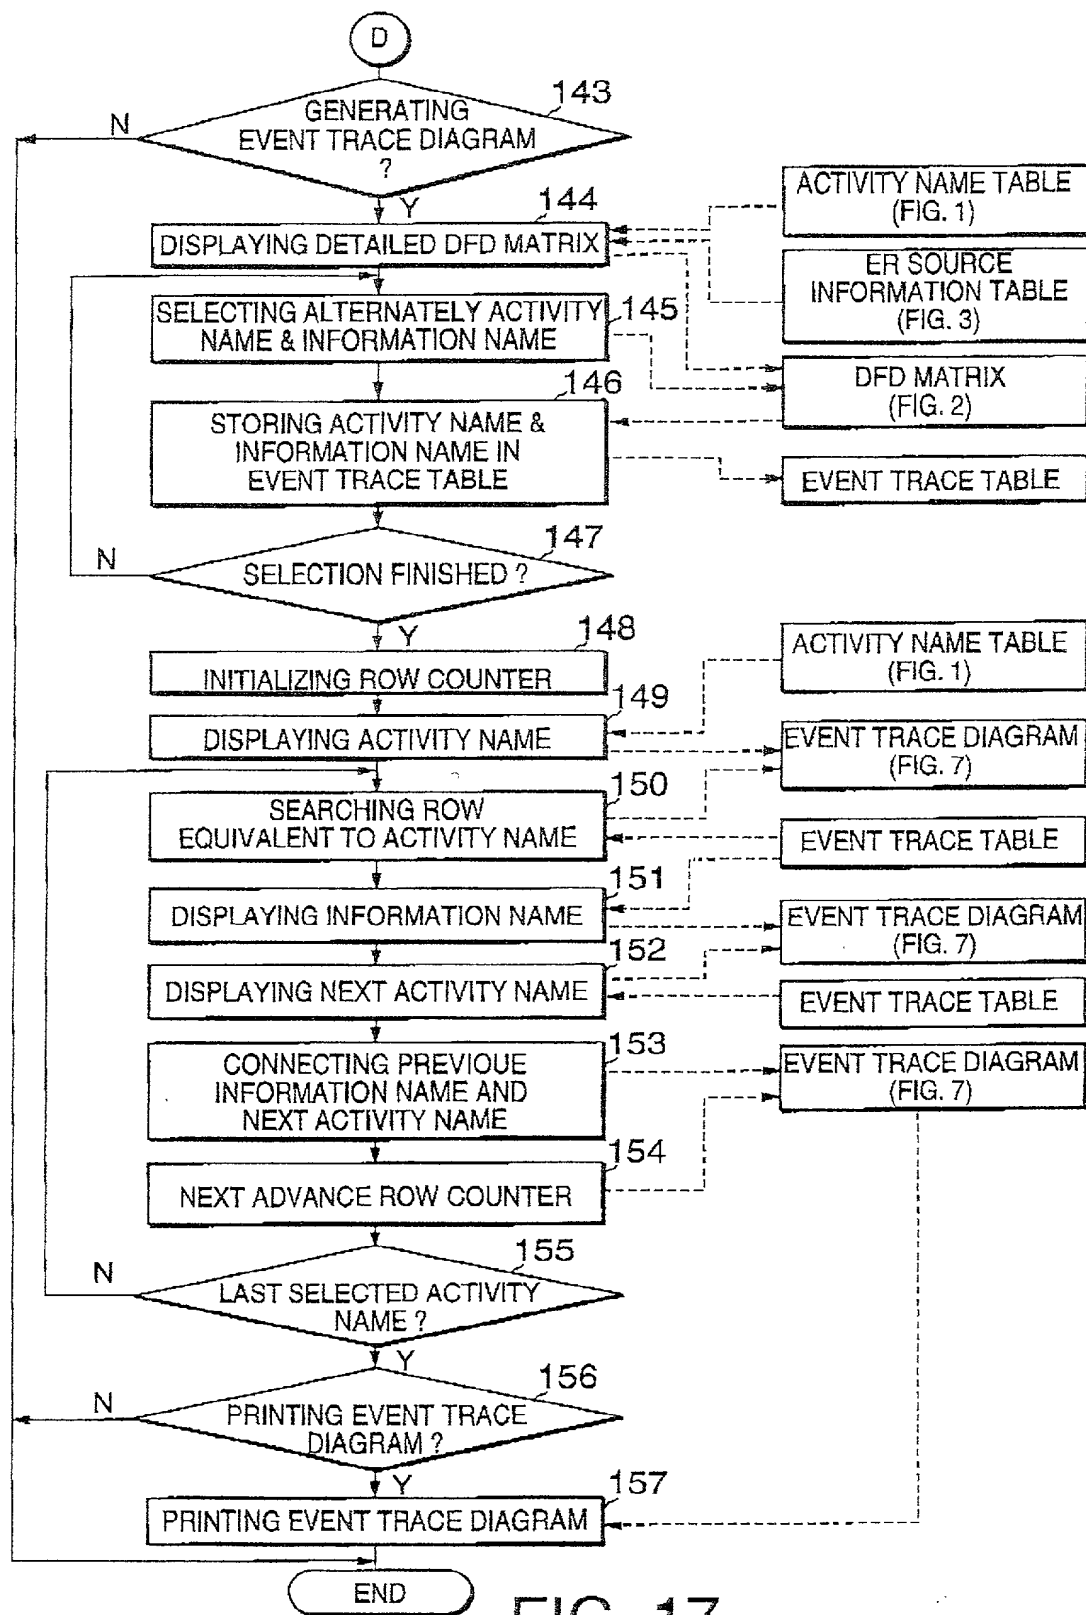 D
143
GENERATING
EVENT TRACE DIAGRAM
?
N
Y
144
DISPLAYING DETAILED DFD MATRIX
ACTIVITY NAME TABLE
(FIG. 1)
ER SOURCE
INFORMATION TABLE
(FIG. 3)
145
SELECTING ALTERNATELY ACTIVITY
NAME & INFORMATION NAME
DFD MATRIX
(FIG. 2)
146
STORING ACTIVITY NAME &
INFORMATION NAME IN
EVENT TRACE TABLE
EVENT TRACE TABLE
147
N
SELECTION FINISHED ?
Y
148
INITIALIZING ROW COUNTER
ACTIVITY NAME TABLE
(FIG. 1)
149
DISPLAYING ACTIVITY NAME
EVENT TRACE DIAGRAM
(FIG. 7)
150
SEARCHING ROW
EQUIVALENT TO ACTIVITY NAME
EVENT TRACE TABLE
151
DISPLAYING INFORMATION NAME
EVENT TRACE DIAGRAM
(FIG. 7)
152
DISPLAYING NEXT ACTIVITY NAME
EVENT TRACE TABLE
153
CONNECTING PREVIOUE
INFORMATION NAME AND
NEXT ACTIVITY NAME
EVENT TRACE DIAGRAM
(FIG. 7)
154
NEXT ADVANCE ROW COUNTER
155
N
LAST SELECTED ACTIVITY
NAME ?
Y
156
N
PRINTING EVENT TRACE
DIAGRAM ?
Y
157
PRINTING EVENT TRACE DIAGRAM
END
FIG. 17